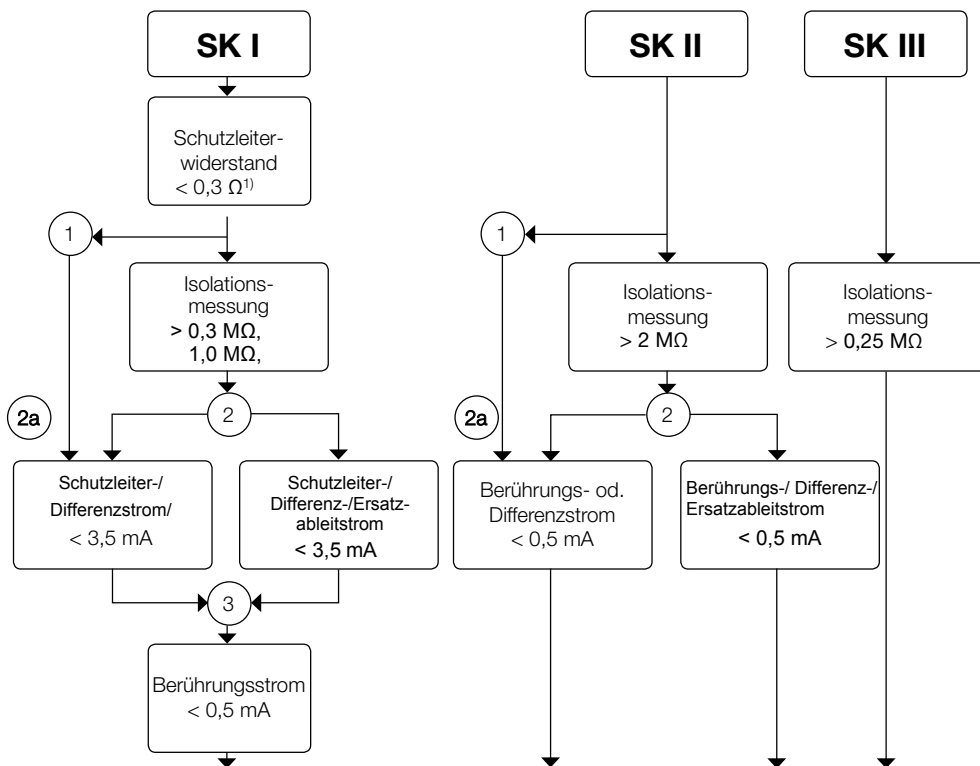 SK I
SK II
SK III
Schutzleiter-
widerstand
< 0,3 Ω1)
1
1
Isolations-
messung
> 0,3 MΩ,
1,0 MΩ,
Isolations-
messung
> 2 MΩ
Isolations-
messung
> 0,25 MΩ
2a
2
2a
2
Schutzleiter-/
Differenzstrom/
< 3,5 mA
Schutzleiter-/
Differenz-/Ersatz-
ableitstrom
< 3,5 mA
Berührungs- od.
Differenzstrom
< 0,5 mA
Berührungs-/ Differenz-/
Ersatzableitstrom
< 0,5 mA
3
Berührungsstrom
< 0,5 mA